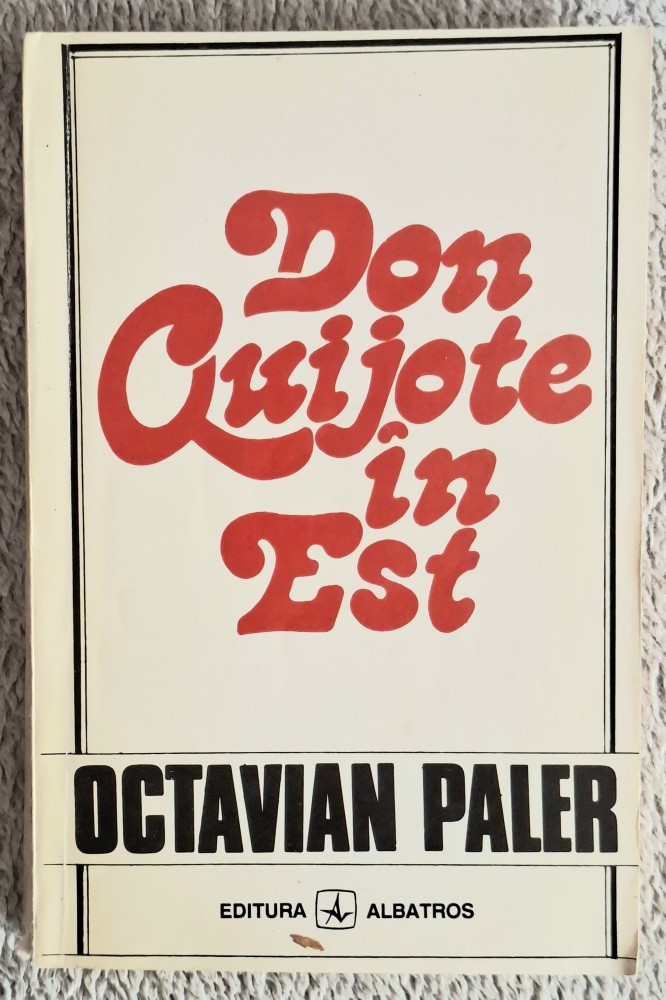 Don
Quijote
în
Est
OCTAVIAN PALER
EDITURA ALBATROS